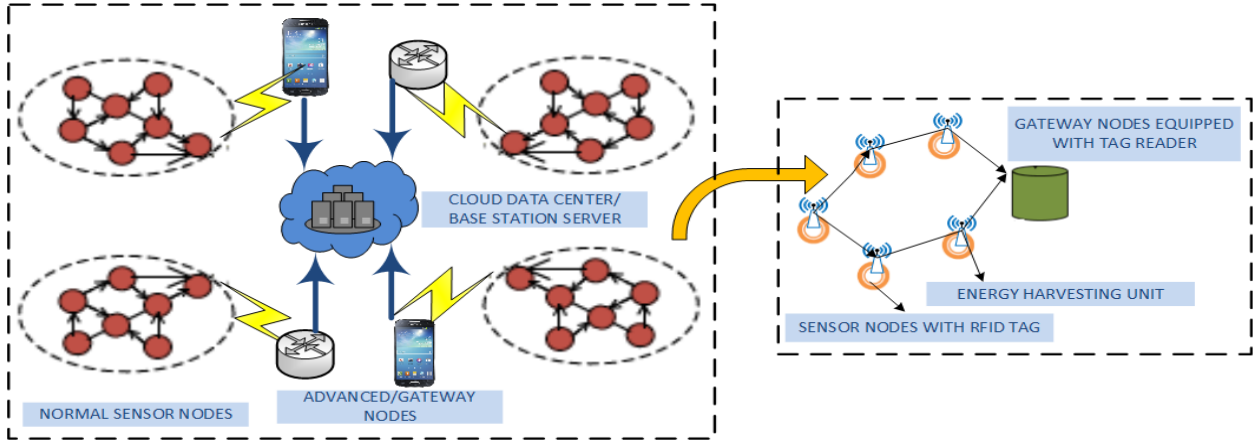 CLOUD DATA CENTER/
BASE STATION SERVER
NORMAL SENSOR NODES
ADVANCED/GATEWAY
NODES
GATEWAY NODES EQUIPPED
WITH TAG READER
ENERGY HARVESTING UNIT
SENSOR NODES WITH RFID TAG